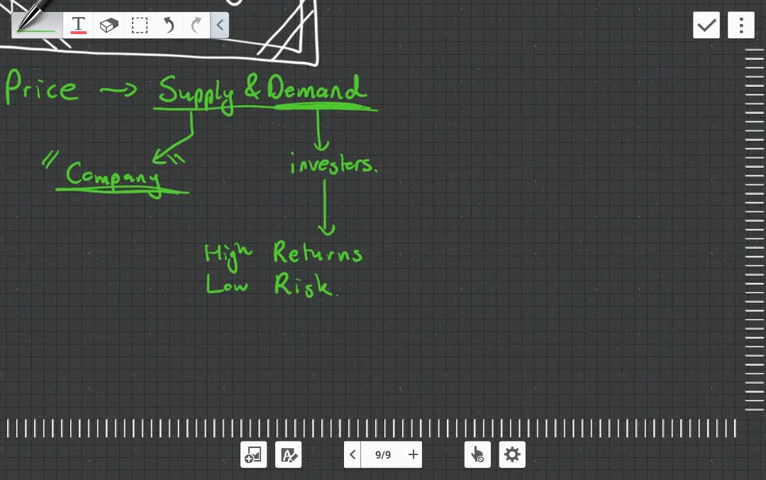 T
Price → Supply & Demand
"Company"
investers.
High Returns
Low Risk.
9/9